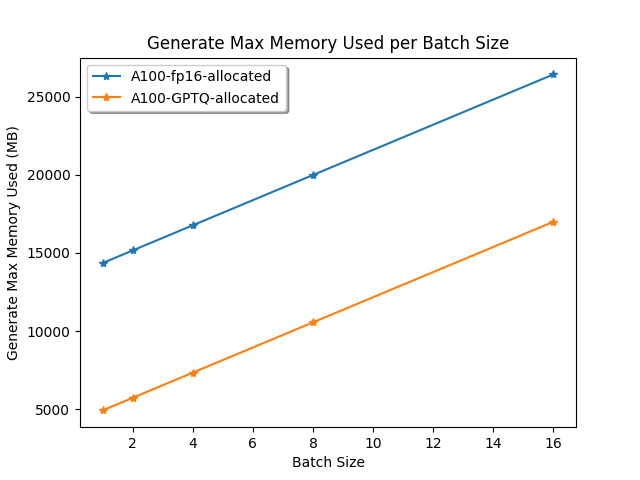 Generate Max Memory Used per Batch Size
A100-fp16-allocated
A100-GPTQ-allocated
Generate Max Memory Used (MB)
25000
20000
15000
10000
5000
2 4 6 8 10 12 14 16
Batch Size